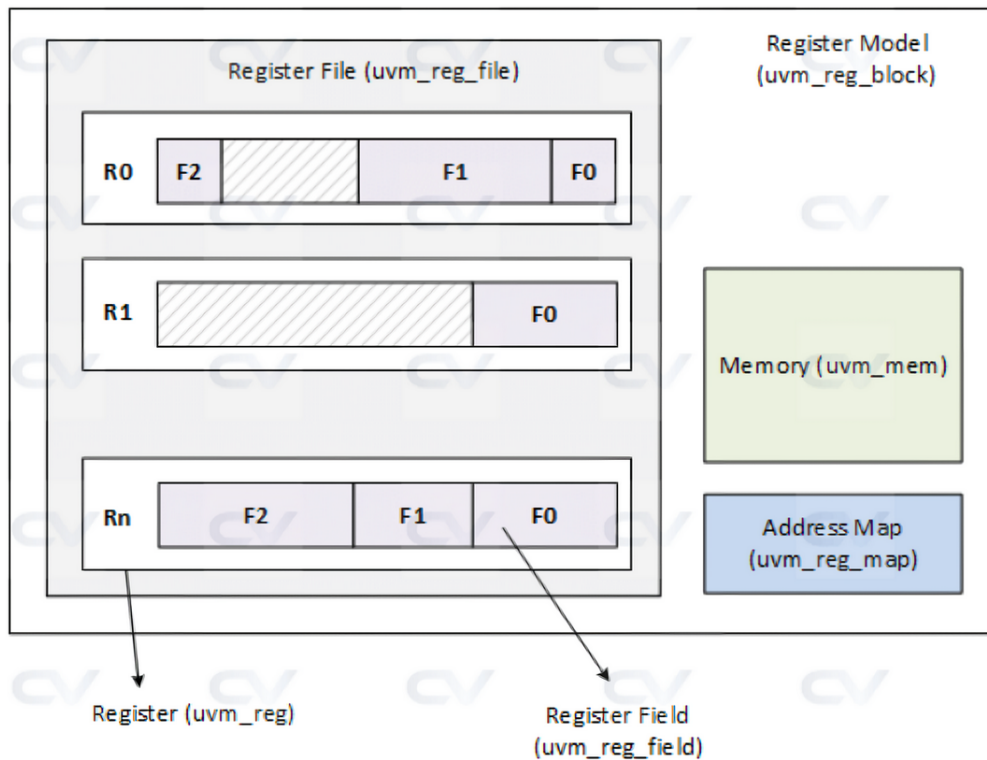 Register File (uvm_reg_file)
Register Model
(uvm_reg_block)
R0
F2
F1
F0
R1
F0
Memory (uvm_mem)
Rn
F2
F1
F0
Address Map
(uvm_reg_map)
Register (uvm_reg)
Register Field
(uvm_reg_field)